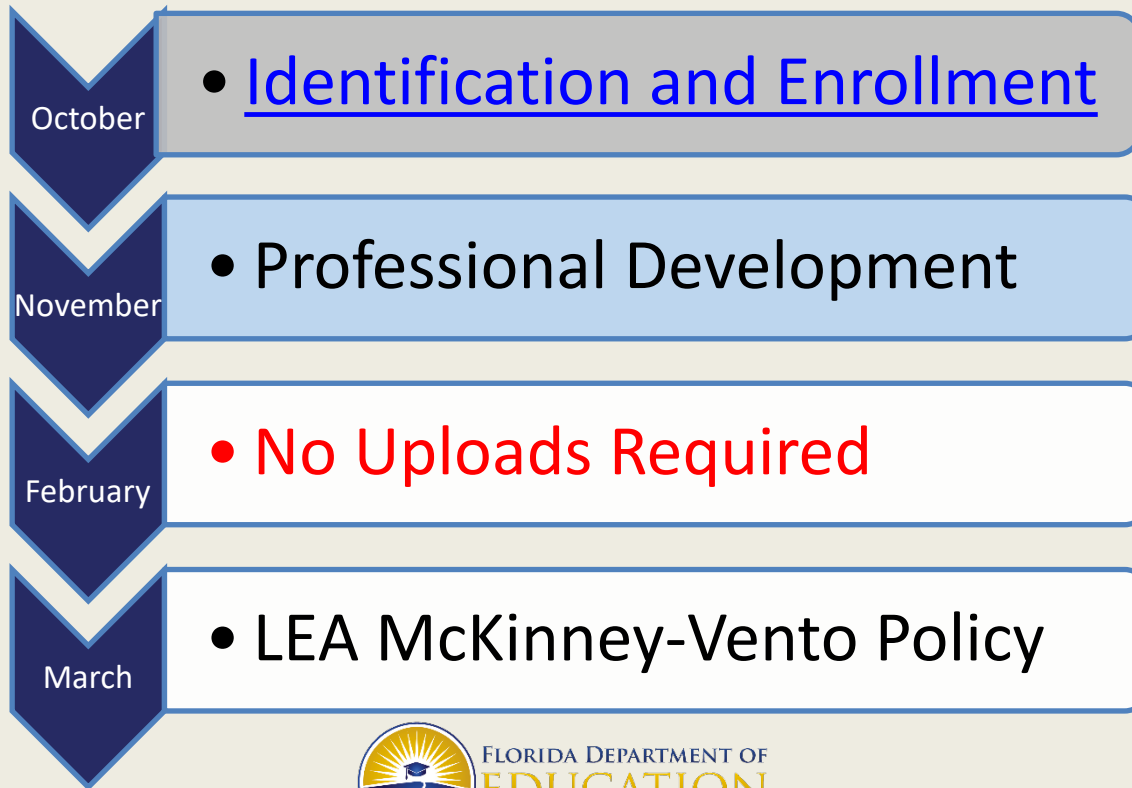 October
• Identification and Enrollment
November
• Professional Development
February
• No Uploads Required
March
• LEA McKinney-Vento Policy
FLORIDA DEPARTMENT OF
EDUCATION